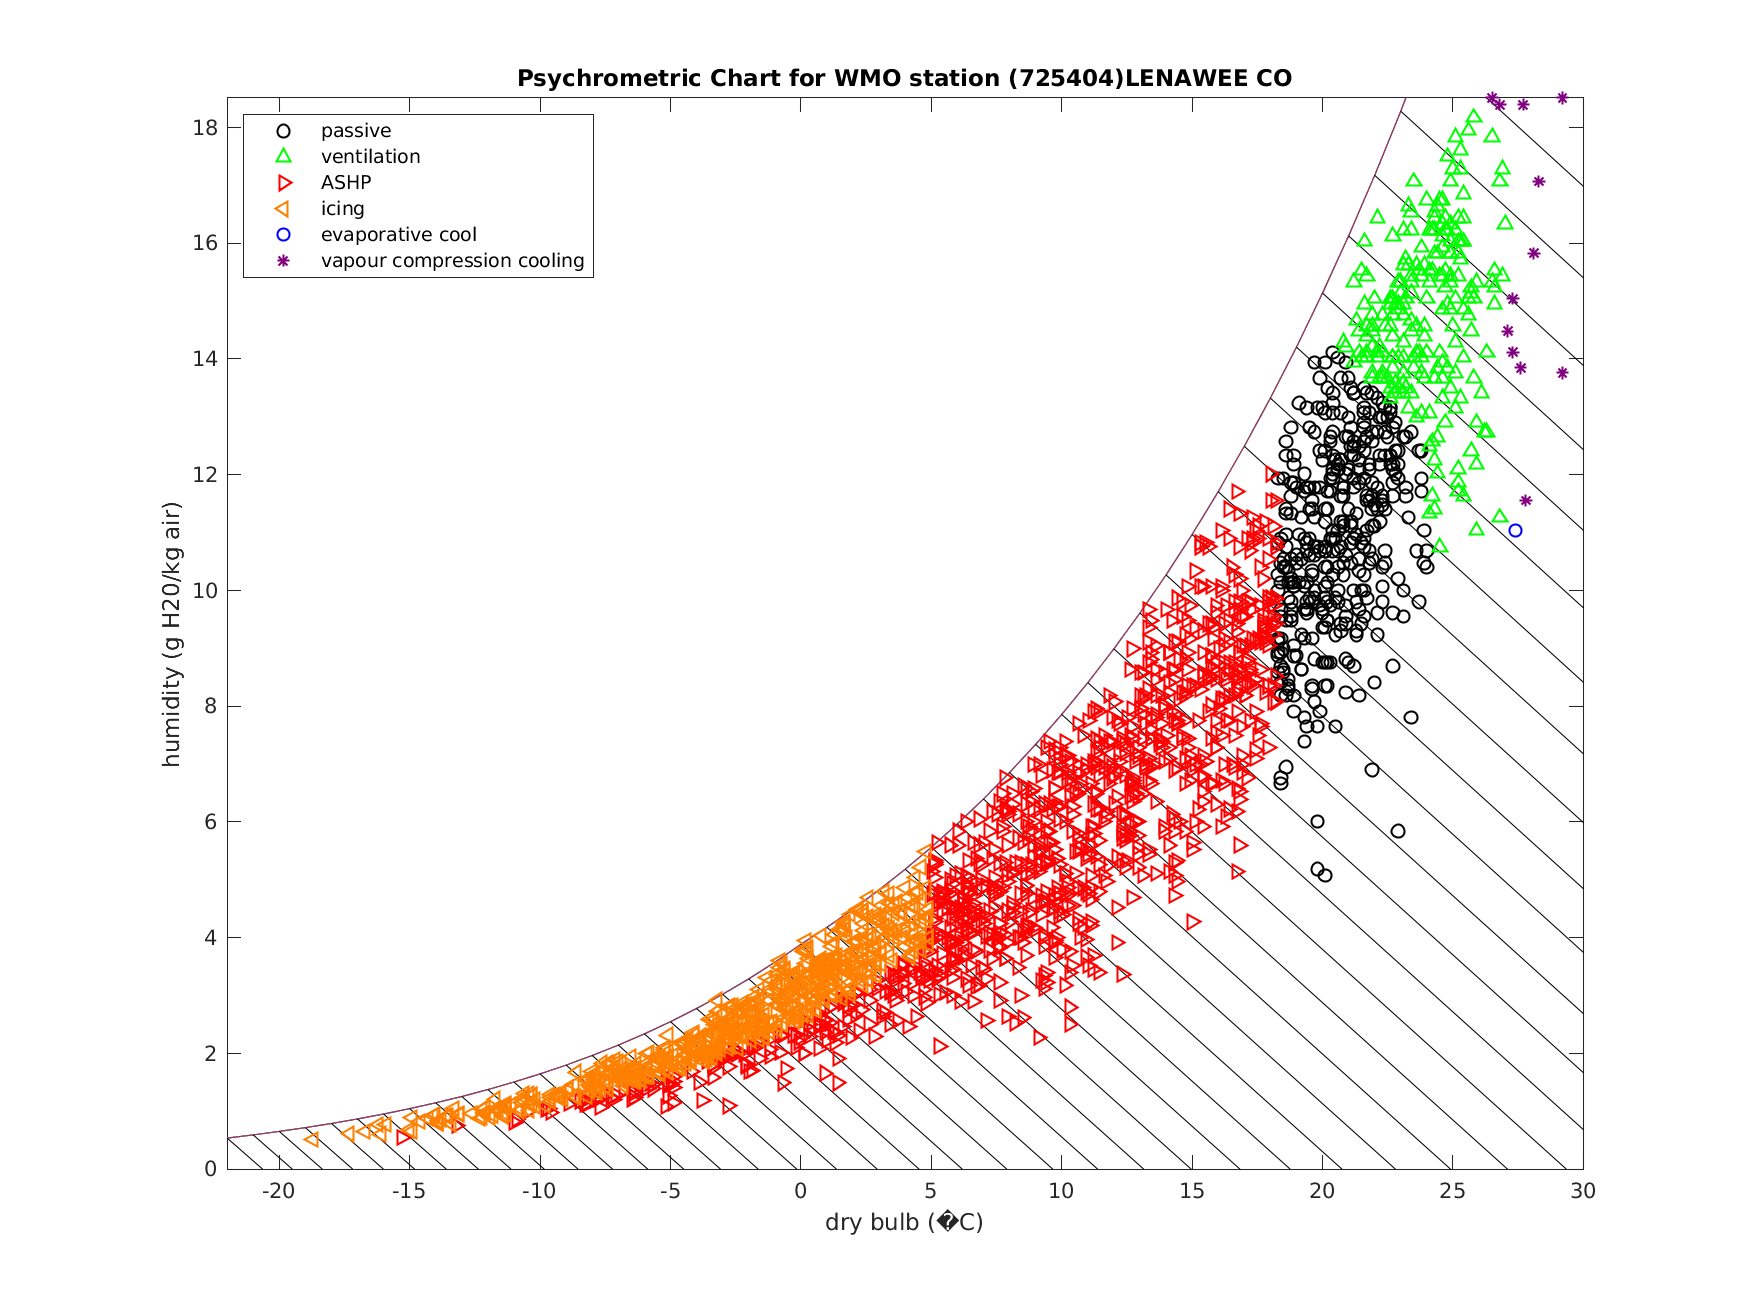 Psychrometric Chart for WMO station (725404)LENAWEE CO
passive
ventilation
ASHP
icing
evaporative cool
vapour compression cooling
humidity (g H20/kg air)
18
16
14
12
10
8
6
4
2
0
-20 -15 -10 -5 0 5 10 15 20 25 30
dry bulb (�C)